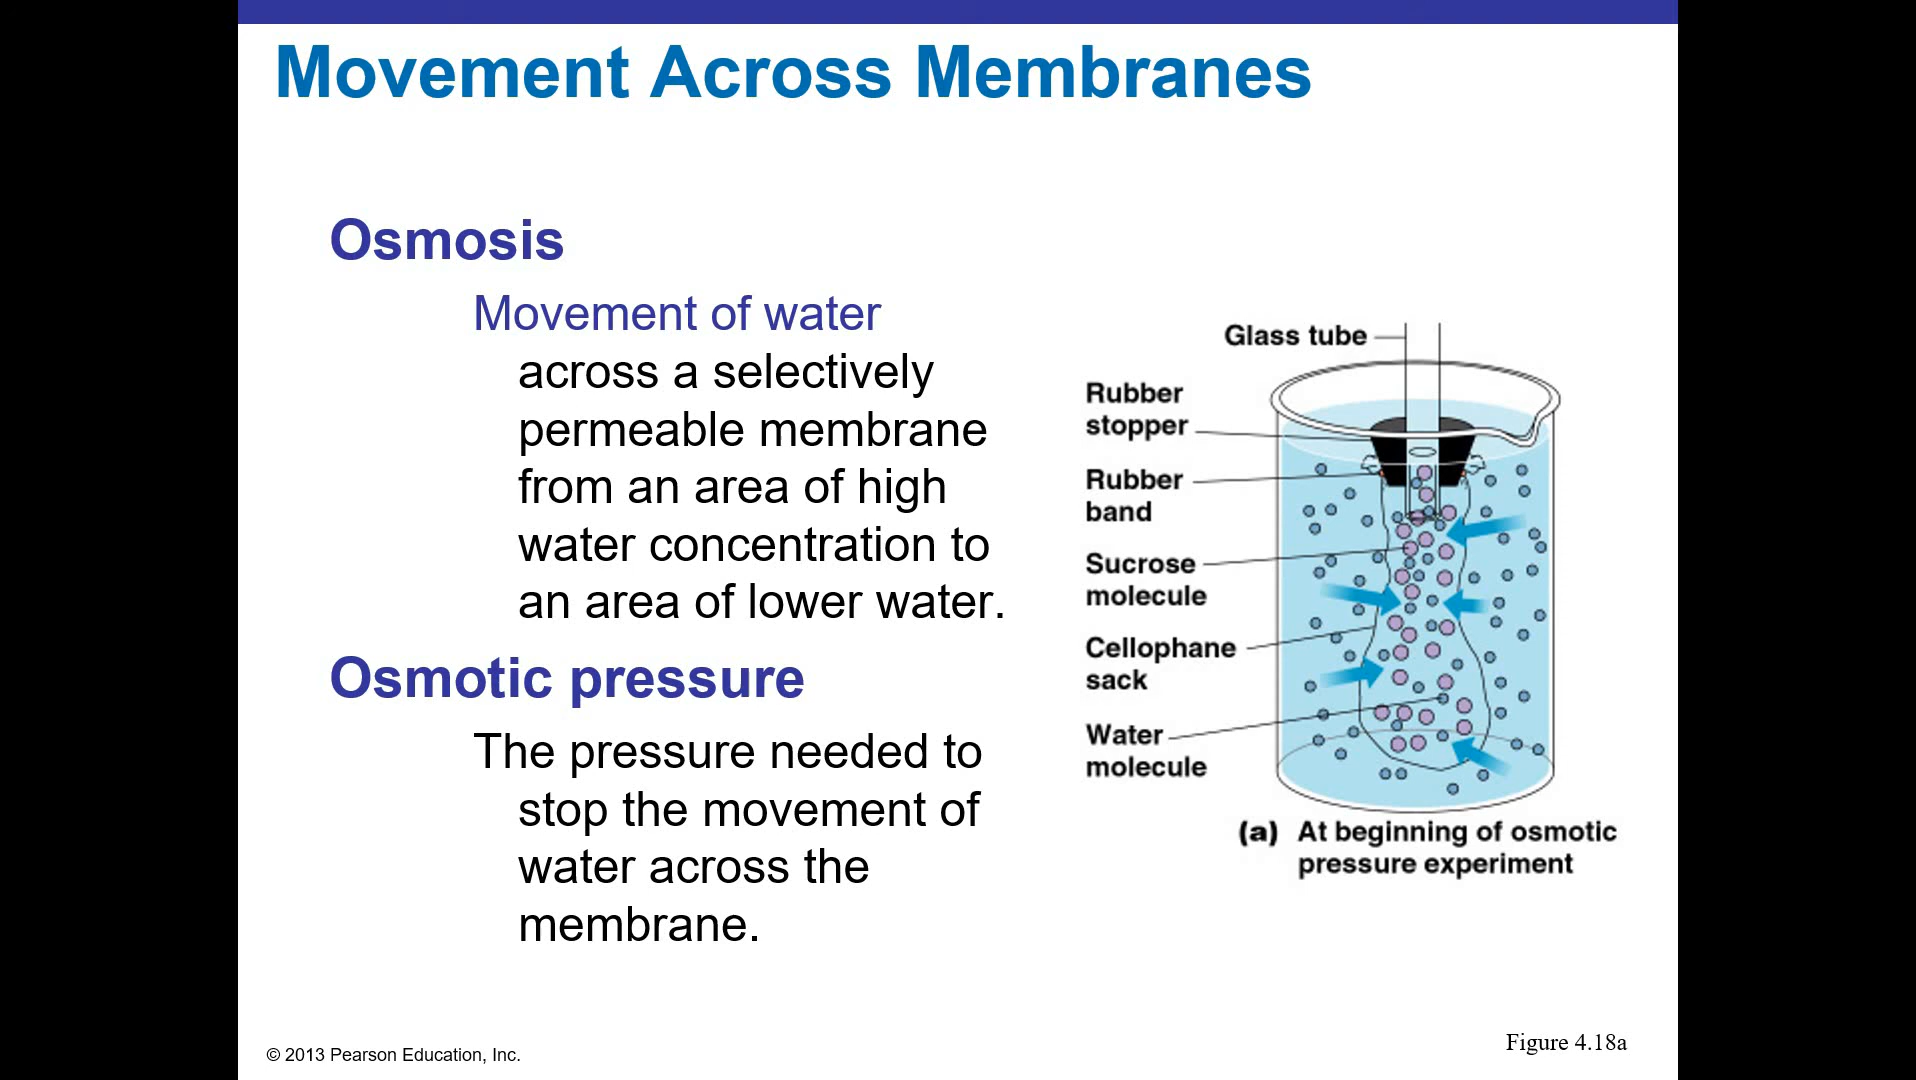 Movement Across Membranes
Osmosis
Movement of water
across a selectively
permeable membrane
from an area of high
water concentration to
an area of lower water.
Osmotic pressure
The pressure needed to
stop the movement of
water across the
membrane.
Glass tube
Rubber
stopper
Rubber
band
Sucrose
molecule
Cellophane
sack
Water
molecule
(a) At beginning of osmotic
pressure experiment
© 2013 Pearson Education, Inc.
Figure 4.18a